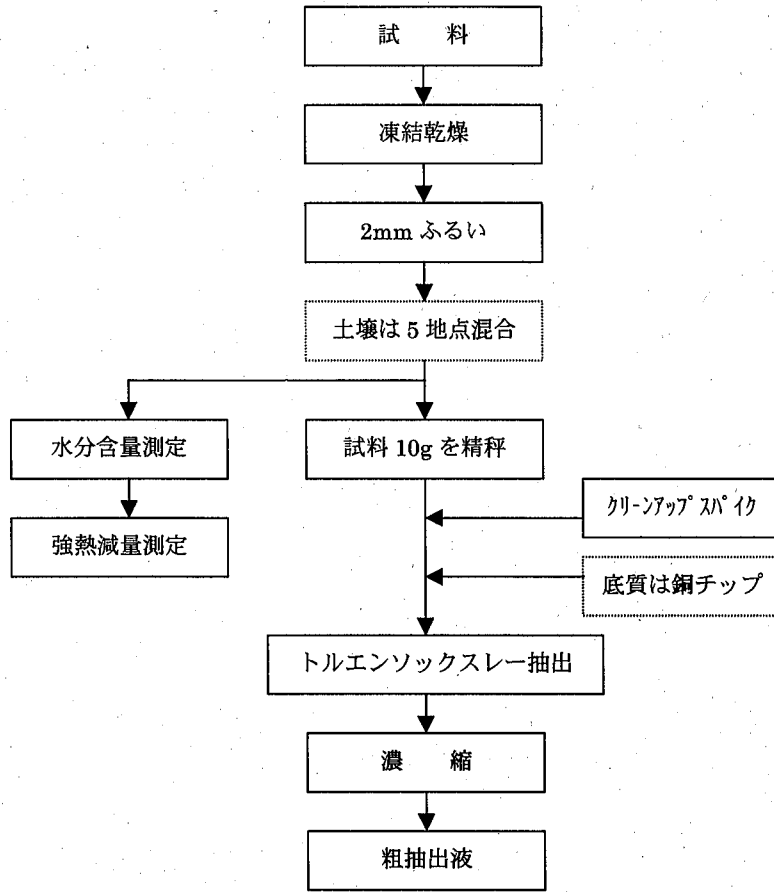 試　料
凍結乾燥
2mm ふるい
土壌は 5 地点混合
水分含量測定
試料 10g を精秤
強熱減量測定
ｸﾘｰﾝｱｯﾌﾟｽﾊﾟｲｸ
底質は銅チップ
トルエンソックスレー抽出
濃　縮
粗抽出液